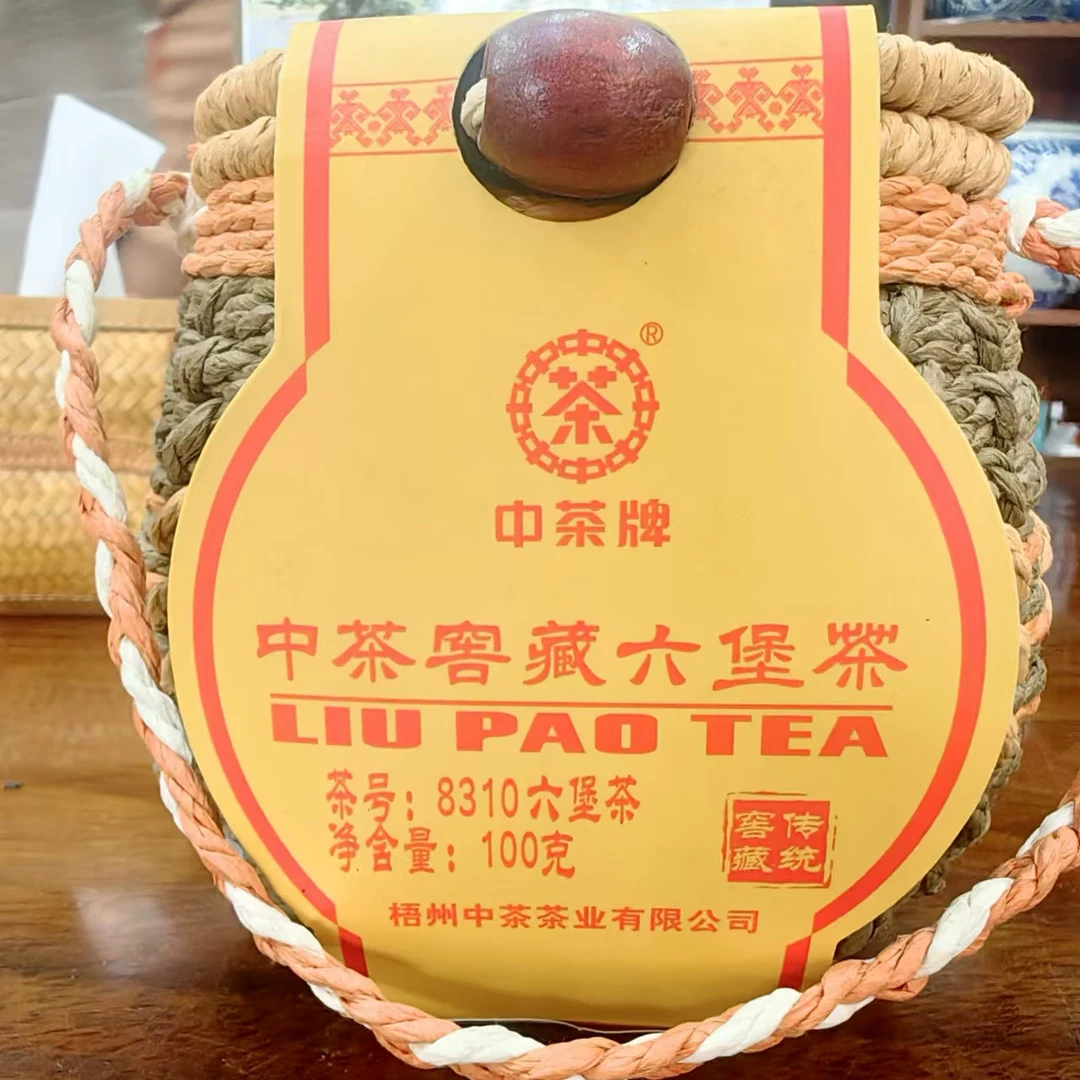 茶
®
中茶牌
中茶窖藏六堡茶
LIU PAO TEA
茶号：8310六堡茶
净含量：100克
传统
窖藏
梧州中茶茶业有限公司